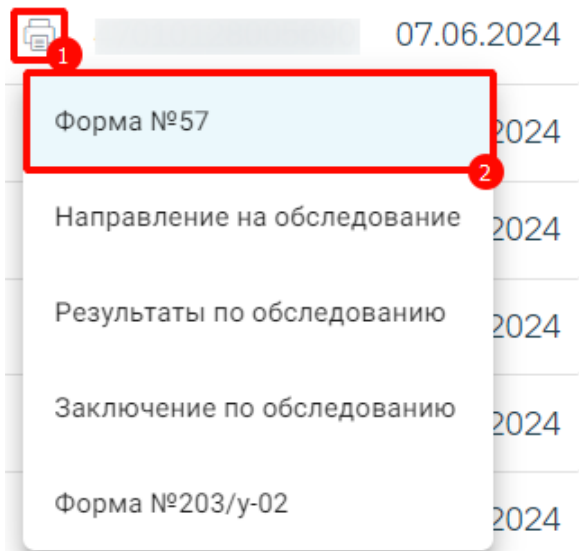 1
07.06.2024
Форма №57
2024
2
Направление на обследование
2024
Результаты по обследованию
2024
Заключение по обследованию
2024
Форма №203/у-02
2024